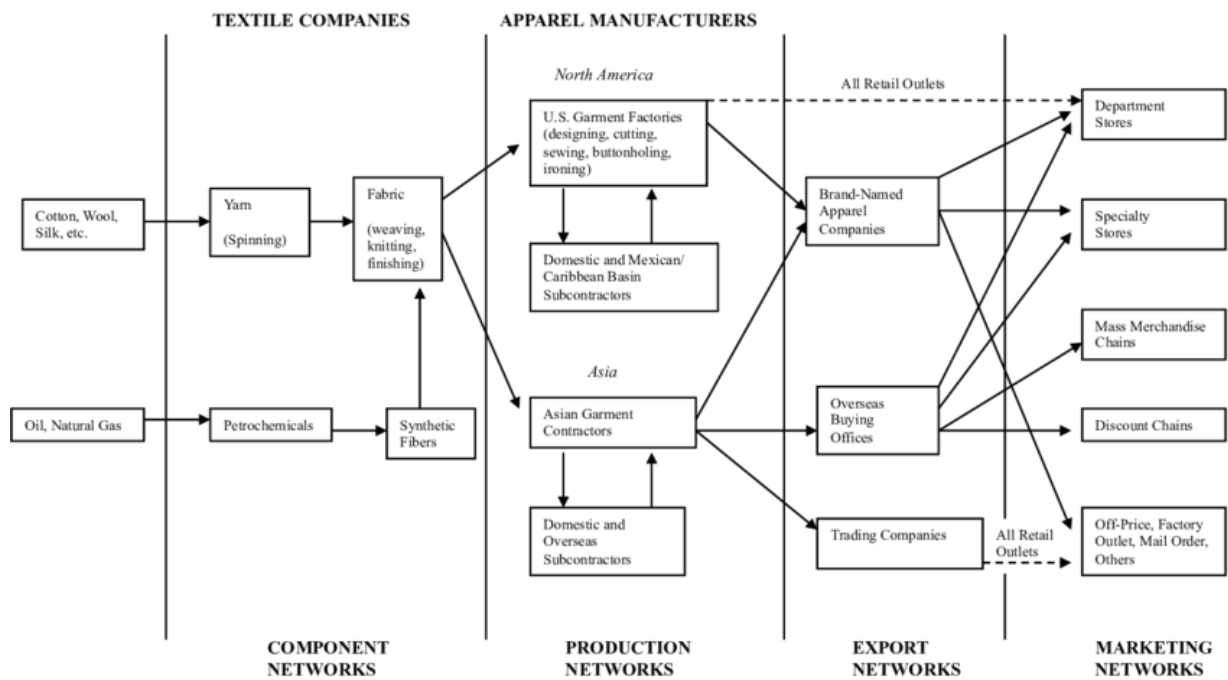 TEXTILE COMPANIES
APPAREL MANUFACTURERS
North America
All Retail Outlets
U.S. Garment Factories
(designing, cutting,
sewing, buttonholing,
ironing)
Department
Stores
Cotton, Wool,
Silk, etc.
Yarn
(Spinning)
Fabric
(weaving,
knitting,
finishing)
Brand-Named
Apparel
Companies
Specialty
Stores
Domestic and Mexican/
Caribbean Basin
Subcontractors
Mass Merchandise
Chains
Asia
Oil, Natural Gas
Petrochemicals
Synthetic
Fibers
Asian Garment
Contractors
Overseas
Buying
Offices
Discount Chains
Domestic and
Overseas
Subcontractors
Trading Companies
All Retail
Outlets
Off-Price, Factory
Outlet, Mail Order,
Others
COMPONENT
NETWORKS
PRODUCTION
NETWORKS
EXPORT
NETWORKS
MARKETING
NETWORKS